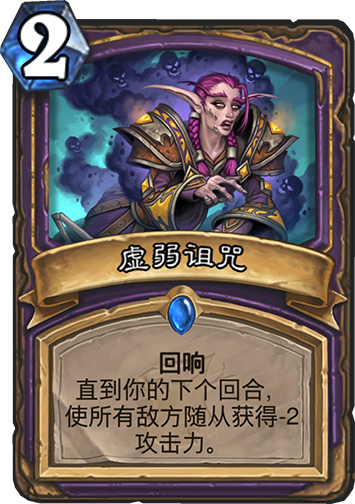 2
虚弱诅咒
回响
直到你的下个回合，
使所有敌方随从获得-2
攻击力。